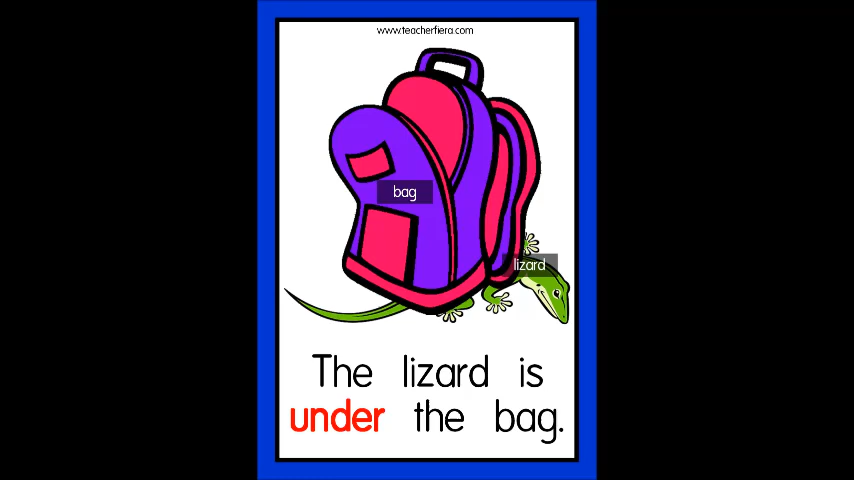 www.teacherfiera.com
bag
lizard
The lizard is
under the bag.